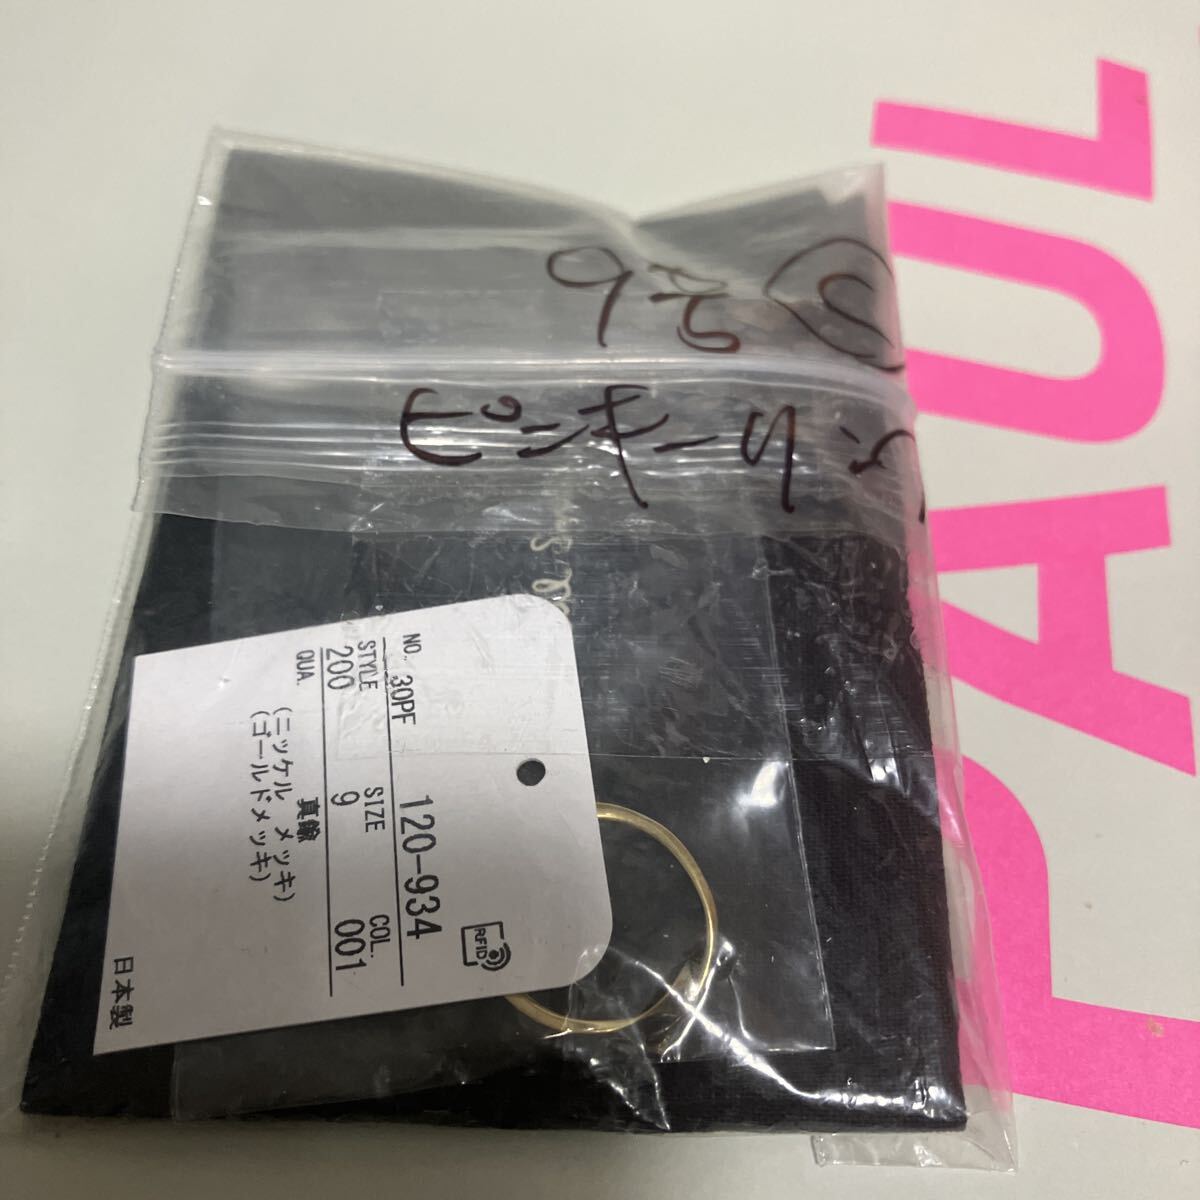 PAUL
9号
ピンキーリン
NO. 30PF 120-934
STYLE SIZE COL.
200 9 001
QUA.
真鍮
(ニッケル メッキ)
(ゴールドメッキ)
日本製
RFID